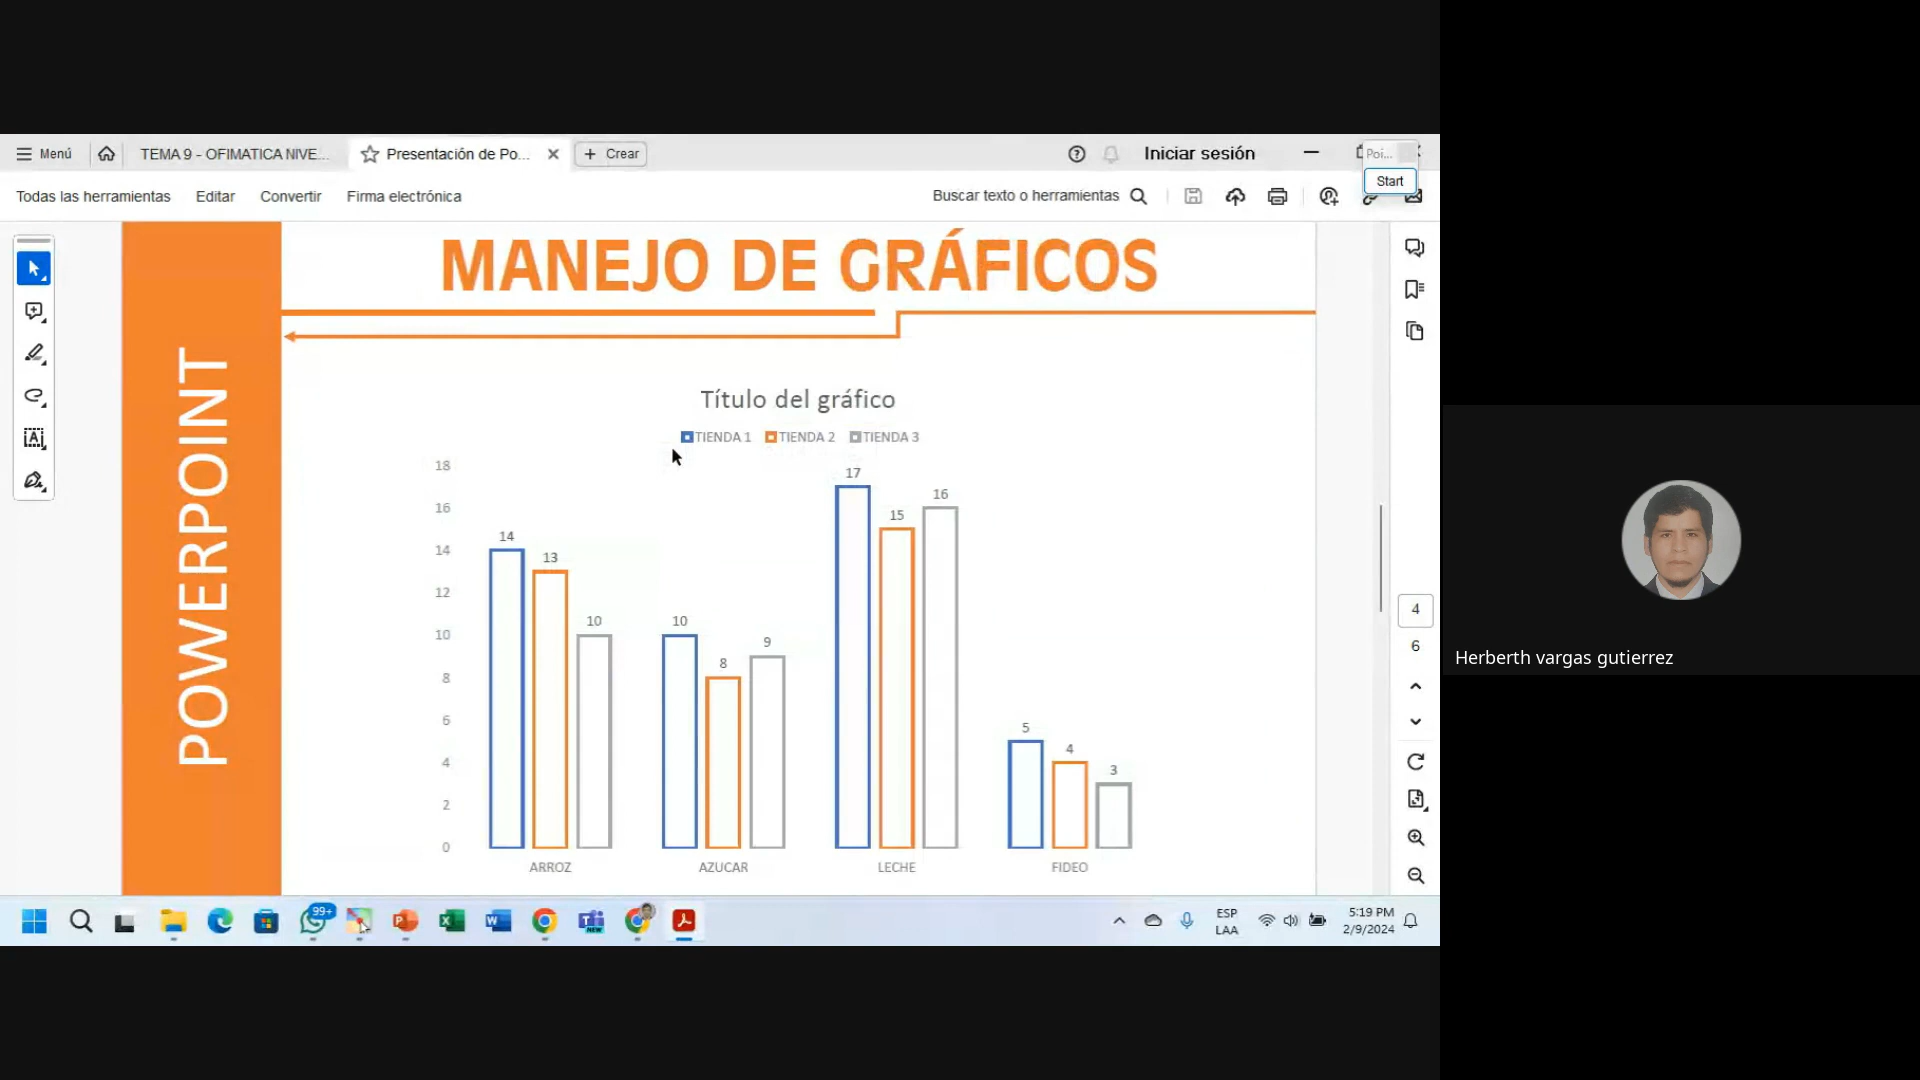 Menú
TEMA 9 - OFIMATICA NIVE...
Presentación de Po...
Crear
Iniciar sesión
Poi...
Start
Todas las herramientas
Editar
Convertir
Firma electrónica
Buscar texto o herramientas
MANEJO DE GRÁFICOS
POWERPOINT
Título del gráfico
TIENDA 1 TIENDA 2 TIENDA 3
18
16
14
12
10
8
6
4
2
0
14
13
10
10
8
9
17
15
16
5
4
3
ARROZ
AZUCAR
LECHE
FIDEO
4
6
Herberth vargas gutierrez
99+
NEW
ESP
LAA
5:19 PM
2/9/2024